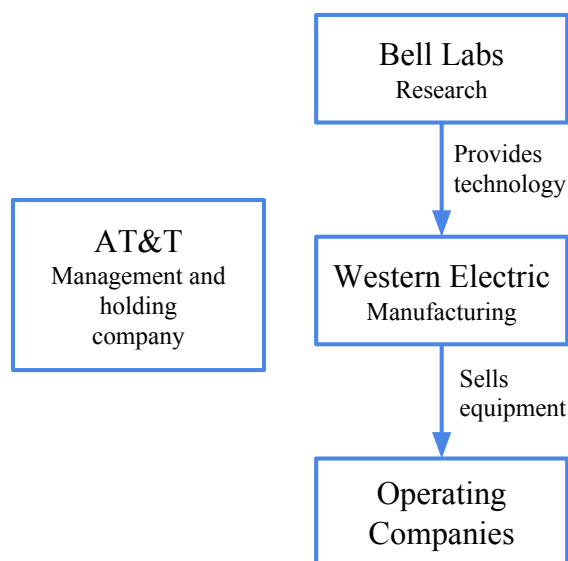 Bell Labs
Research
Provides
technology
AT&T
Management and
holding
company
Western Electric
Manufacturing
Sells
equipment
Operating
Companies